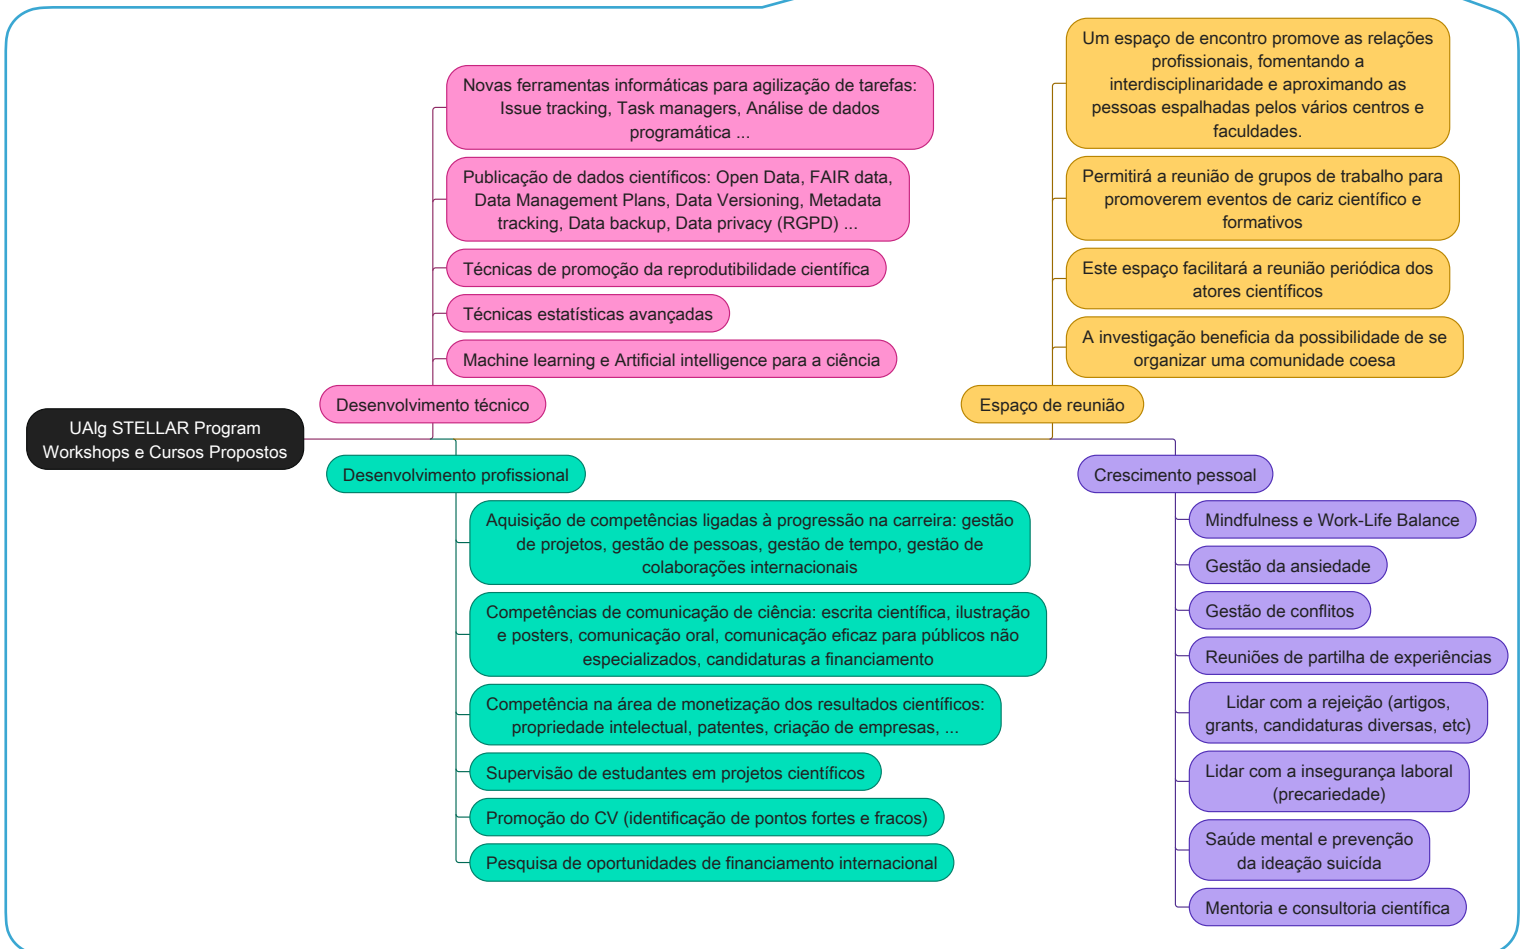 UAlg STELLAR Program
Workshops e Cursos Propostos
Desenvolvimento técnico
Novas ferramentas informáticas para agilização de tarefas:
Issue tracking, Task managers, Análise de dados
programática ...
Publicação de dados científicos: Open Data, FAIR data,
Data Management Plans, Data Versioning, Metadata
tracking, Data backup, Data privacy (RGPD) ...
Técnicas de promoção da reprodutibilidade científica
Técnicas estatísticas avançadas
Machine learning e Artificial intelligence para a ciência
Espaço de reunião
Um espaço de encontro promove as relações
profissionais, fomentando a
interdisciplinaridade e aproximando as
pessoas espalhadas pelos vários centros e
faculdades.
Permitirá a reunião de grupos de trabalho para
promoverem eventos de cariz científico e
formativos
Este espaço facilitará a reunião periódica dos
atores científicos
A investigação beneficia da possibilidade de se
organizar uma comunidade coesa
Desenvolvimento profissional
Aquisição de competências ligadas à progressão na carreira: gestão
de projetos, gestão de pessoas, gestão de tempo, gestão de
colaborações internacionais
Competências de comunicação de ciência: escrita científica, ilustração
e posters, comunicação oral, comunicação eficaz para públicos não
especializados, candidaturas a financiamento
Competência na área de monetização dos resultados científicos:
propriedade intelectual, patentes, criação de empresas, ...
Supervisão de estudantes em projetos científicos
Promoção do CV (identificação de pontos fortes e fracos)
Pesquisa de oportunidades de financiamento internacional
Crescimento pessoal
Mindfulness e Work-Life Balance
Gestão da ansiedade
Gestão de conflitos
Reuniões de partilha de experiências
Lidar com a rejeição (artigos,
grants, candidaturas diversas, etc)
Lidar com a insegurança laboral
(precariedade)
Saúde mental e prevenção
da ideação suicída
Mentoria e consultoria científica